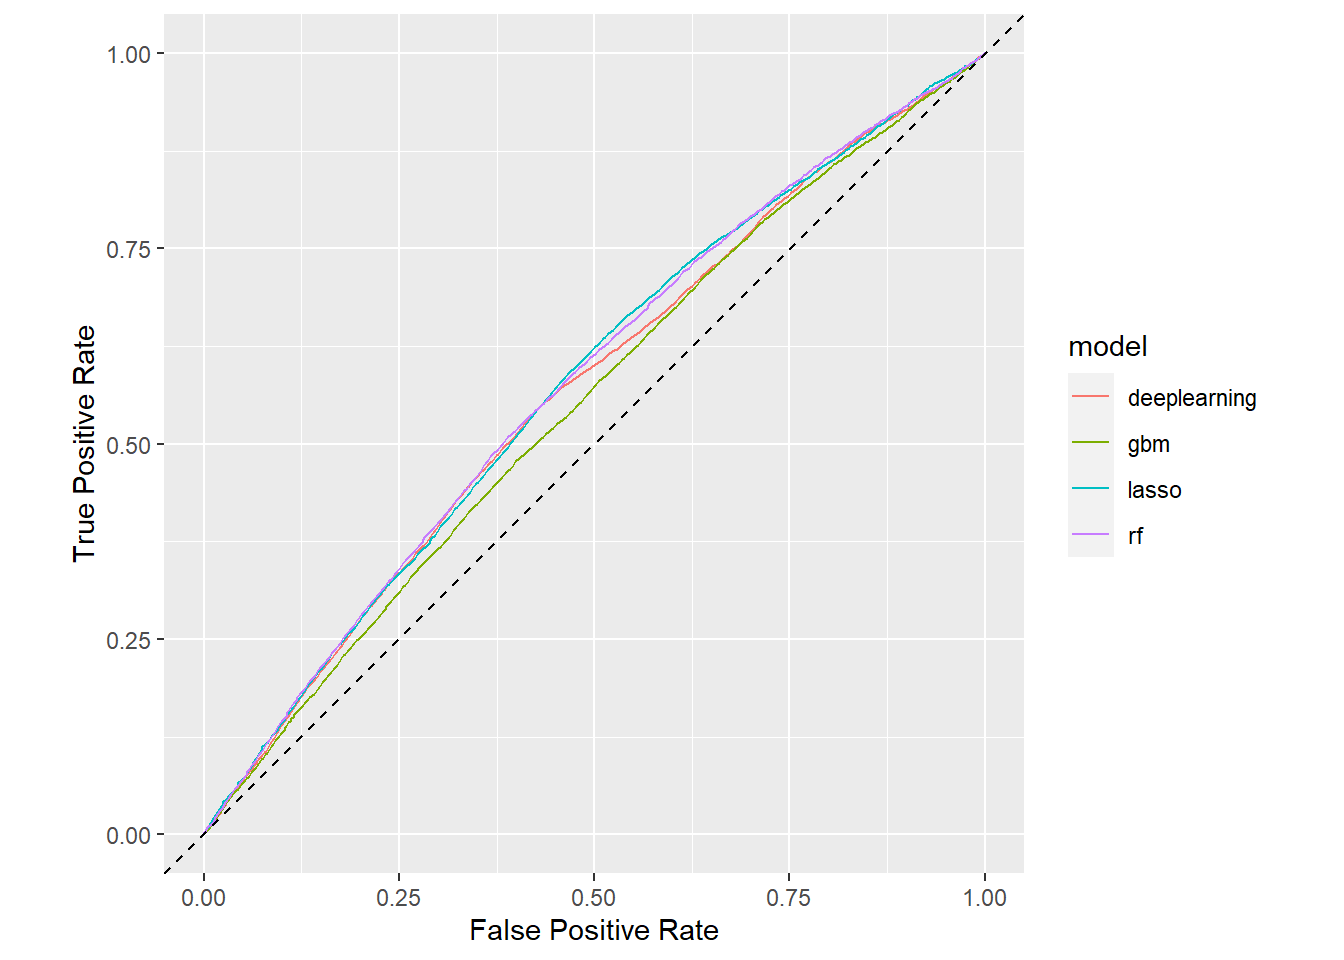 1.00
0.75
0.50
0.25
0.00
True Positive Rate
0.00 0.25 0.50 0.75 1.00
False Positive Rate
model
deeplearning
gbm
lasso
rf